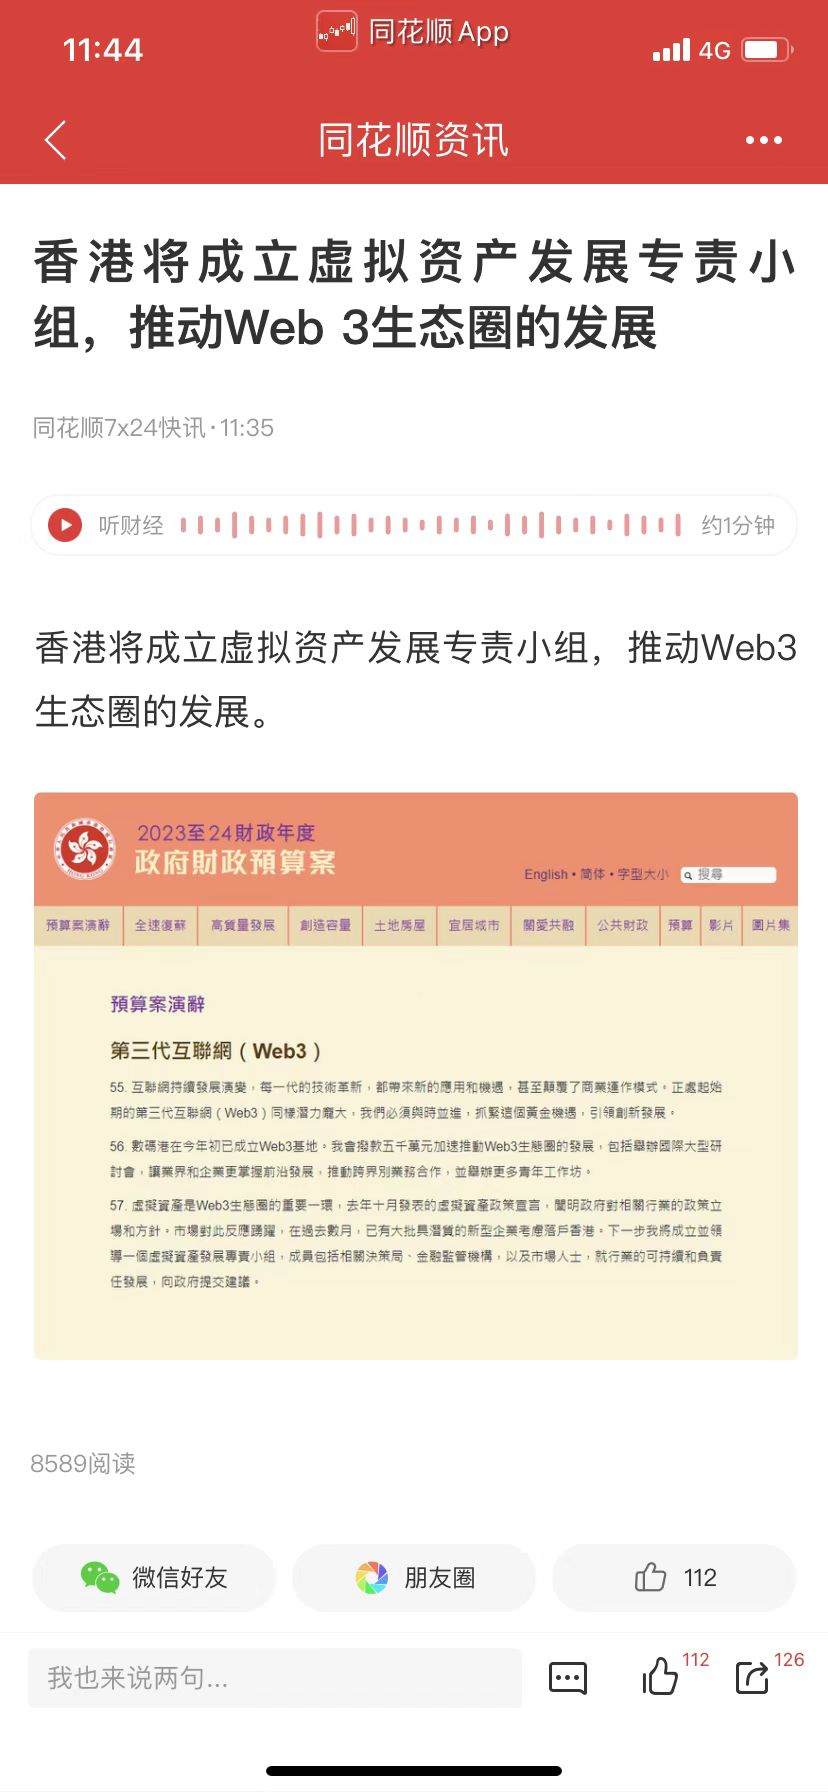 11:44
同花顺App
4G
同花顺资讯
香港将成立虚拟资产发展专责小
组，推动Web 3生态圈的发展
同花顺7x24快讯·11:35
听财经
约1分钟
香港将成立虚拟资产发展专责小组，推动Web3
生态圈的发展。
2023至24財政年度
政府財政預算案
English • 简体 • 字型大小
搜尋
預算案演辭 全速復蘇 高質量發展 創造容量 土地房屋 宜居城市 關愛共融 公共財政 預算 影片 圖片集
預算案演辭
第三代互聯網（Web3）
55. 互聯網持續發展演變，每一代的技術革新，都帶來新的應用和機遇，甚至顛覆了商業運作模式。正處起始
期的第三代互聯網（Web3）同樣潛力龐大，我們必須與時並進，抓緊這個黃金機遇，引領創新發展。
56. 數碼港在今年初已成立Web3基地。我會撥款五千萬元加速推動Web3生態圈的發展，包括舉辦國際大型研
討會，讓業界和企業更掌握前沿發展，推動跨界別業務合作，並舉辦更多青年工作坊。
57. 虛擬資產是Web3生態圈的重要一環，去年十月發表的虛擬資產政策宣言，闡明政府對相關行業的政策立
場和方針。市場對此反應踴躍，在過去數月，已有大批具潛質的新型企業考慮落戶香港。下一步我將成立並領
導一個虛擬資產發展專責小組，成員包括相關決策局、金融監管機構，以及市場人士，就行業的可持續和負責
任發展，向政府提交建議。
8589阅读
微信好友
朋友圈
112
我也来说两句...
112
126